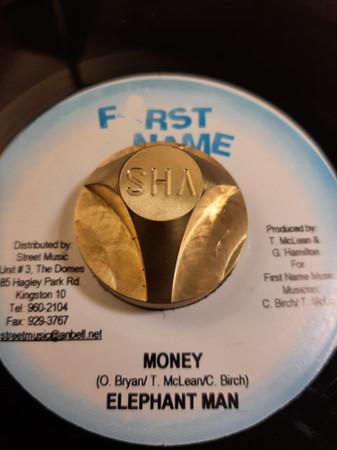 F RST
NAME
SHA
Distributed by:
Street Music
Unit # 3, The Domes
85 Hagley Park Rd.
Kingston 10
Tel: 960-2104
Fax: 929-3767
streetmusic@anbell.net
Produced by:
T. McLean &
G. Hamilton
For
First Name Music
Musicians:
C. Birch/ T. McLean
MONEY
(O. Bryan/ T. McLean/C. Birch)
ELEPHANT MAN